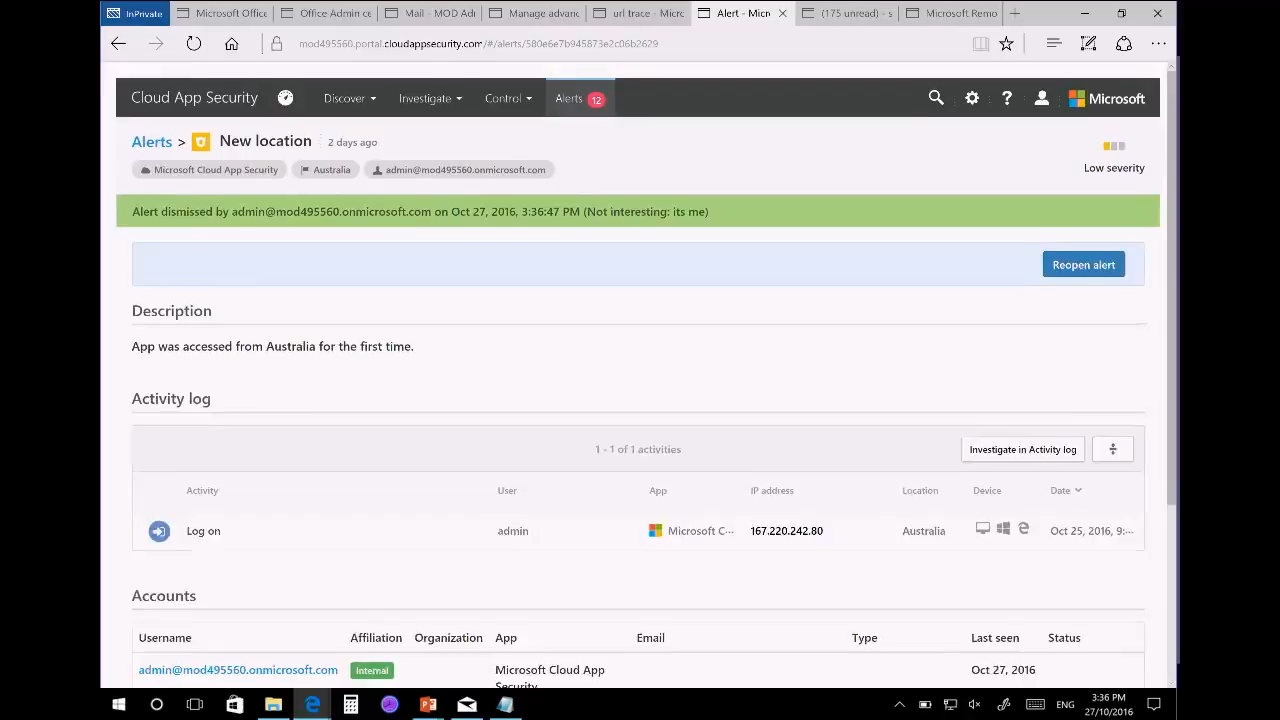 InPrivate
Microsoft Office
Office Admin ce
Mail - MOD Ad
Manage advanc
url trace - Micro
Alert - Micr
(175 unread) - s
Microsoft Remo
mod495560.portal.cloudappsecurity.com/#/alerts/580e6e7b945873e2c06b2629
Cloud App Security
Discover
Investigate
Control
Alerts 12
Microsoft
Alerts > New location 2 days ago
Microsoft Cloud App Security
Australia
admin@mod495560.onmicrosoft.com
Low severity
Alert dismissed by admin@mod495560.onmicrosoft.com on Oct 27, 2016, 3:36:47 PM (Not interesting: its me)
Reopen alert
Description
App was accessed from Australia for the first time.
Activity log
1 - 1 of 1 activities
Investigate in Activity log
Activity User App IP address Location Device Date
Log on admin Microsoft C··· 167.220.242.80 Australia Oct 25, 2016, 9:···
Accounts
Username Affiliation Organization App Email Type Last seen Status
admin@mod495560.onmicrosoft.com Internal Microsoft Cloud App Oct 27, 2016
Security
ENG
3:36 PM
27/10/2016